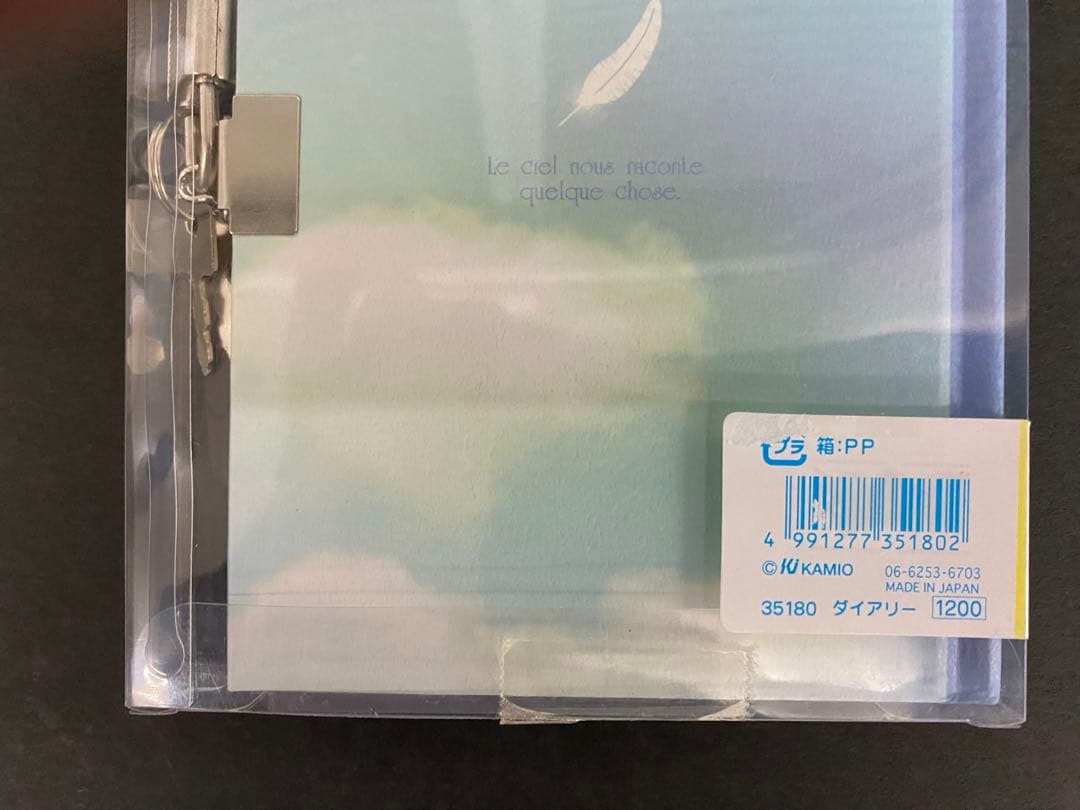 Le ciel nous raconte
quelque chose.
プラ 箱:PP
4 991277 351802
© Ki KAMIO 06-6253-6703
MADE IN JAPAN
35180 ダイアリー 1200